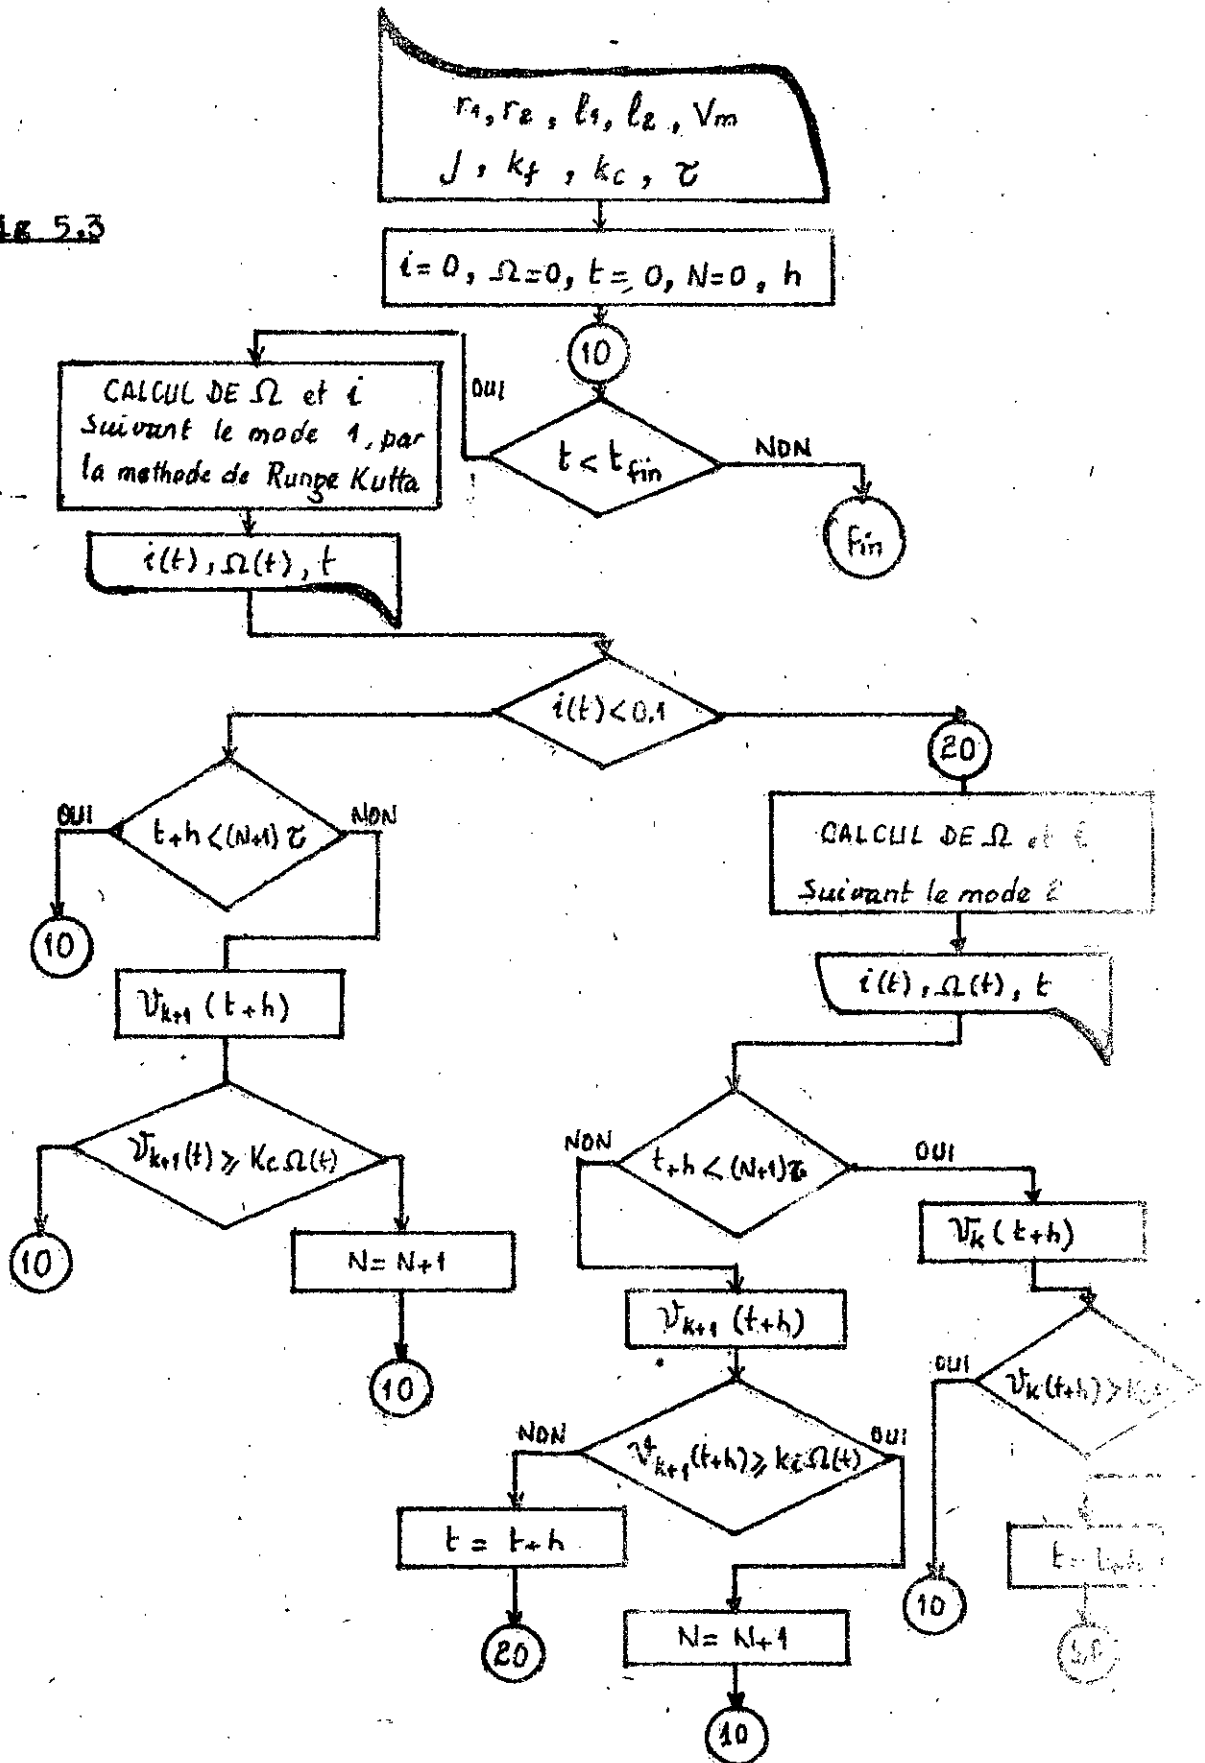 r1, r2, l1, l2, Vm
J, kf, kc, τ
5.3
i=0, Ω=0, t=0, N=0, h
10
OUI
CALCUL DE Ω et i
Suivant le mode 1, par
la methode de Runge Kutta
t < tfin
NON
Fin
i(t), Ω(t), t
i(t)<0.1
20
OUI
t+h<(N+1)τ
NON
CALCUL DE Ω et
Suivant le mode 2
10
Vk+1 (t+h)
i(t), Ω(t), t
Vk+1(t) ⩾ Kc Ω(t)
NON
t+h<(N+1)τ
OUI
Vk (t+h)
10
N= N+1
Vk+1 (t+h)
10
OUI
Vk(t+h) ⩾
NON
Vk+1(t+h) ⩾ kc Ω(t)
OUI
t = t+h
t = t+h
10
20
N= N+1
10